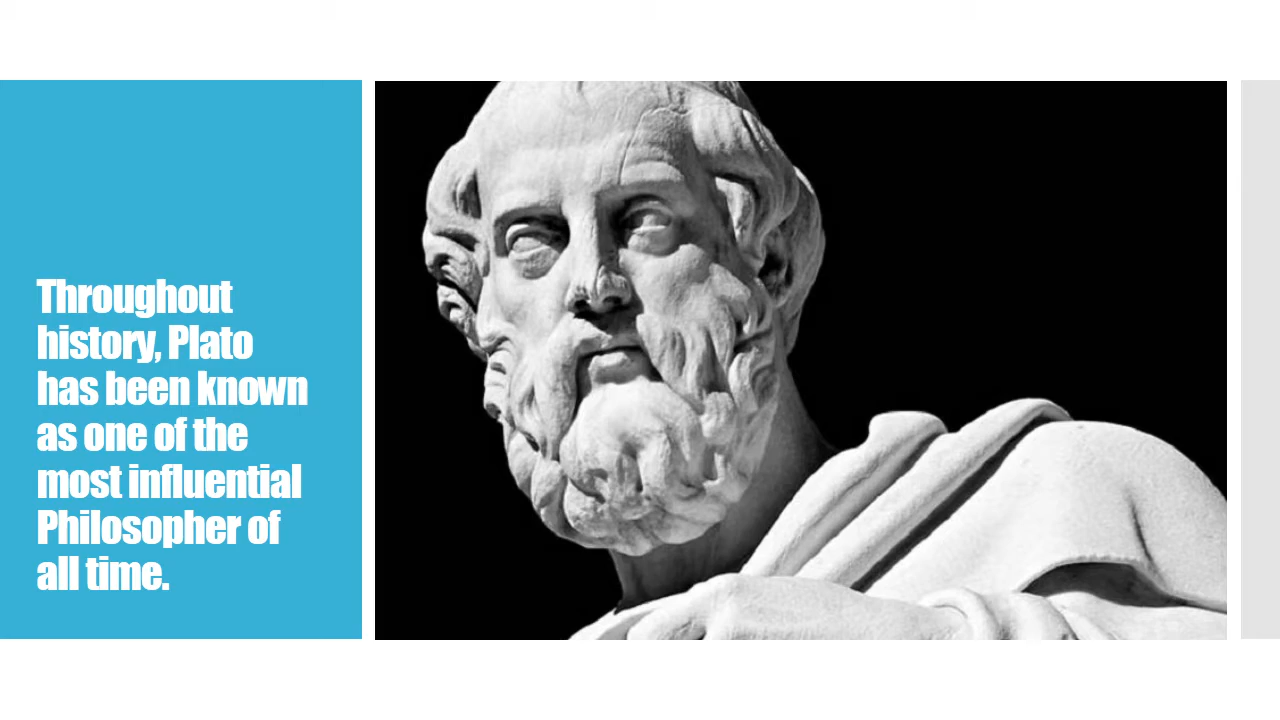 Throughout
history, Plato
has been known
as one of the
most influential
Philosopher of
all time.